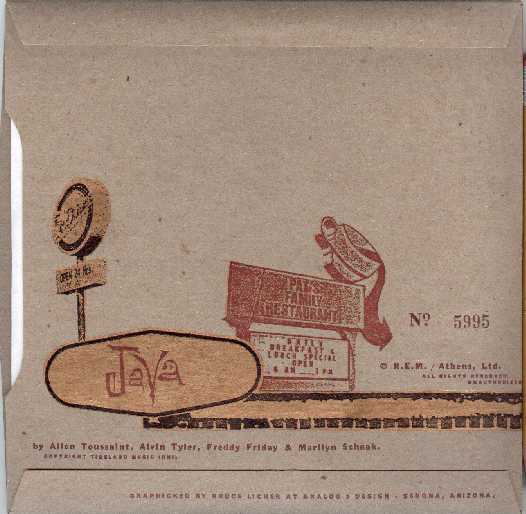 OPEN 24 HRS
PAT'S
FAMILY
RESTAURANT
DAILY
BREAKFAST &
LUNCH SPECIAL
OPEN
6 AM 3 PM
Nº 5995
© R.E.M. / Athens, Ltd.
ALL RIGHTS RESERVED.
Java
by Allen Toussaint, Alvin Tyler, Freddy Friday & Marilyn Schack.
COPYRIGHT TIDELAND MUSIC (BMI).
GRAPHICKED BY BRUCE LICHER AT ANALOG 3 DESIGN - SEDONA, ARIZONA.